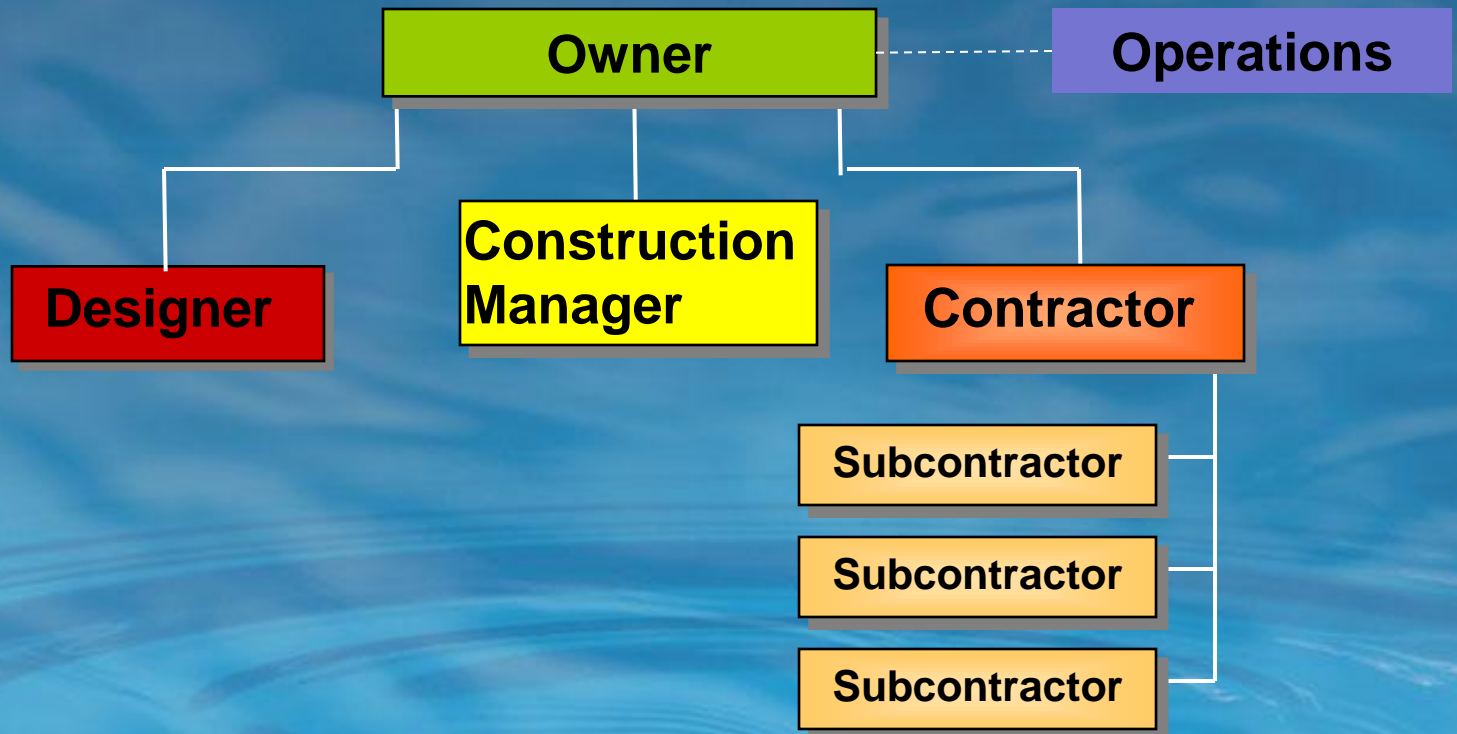 Owner
Operations
Construction
Manager
Designer
Contractor
Subcontractor
Subcontractor
Subcontractor